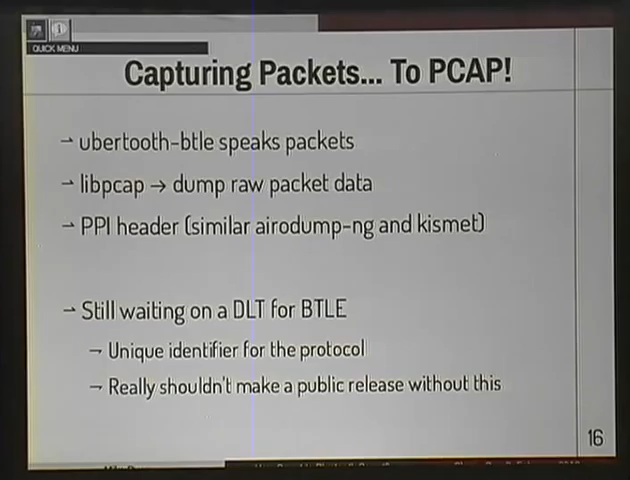 QUICK MENU
Capturing Packets... To PCAP!
⇀ ubertooth-btle speaks packets
⇀ libpcap → dump raw packet data
⇀ PPI header (similar airodump-ng and kismet)
⇀ Still waiting on a DLT for BTLE
→ Unique identifier for the protocol
→ Really shouldn't make a public release without this
16